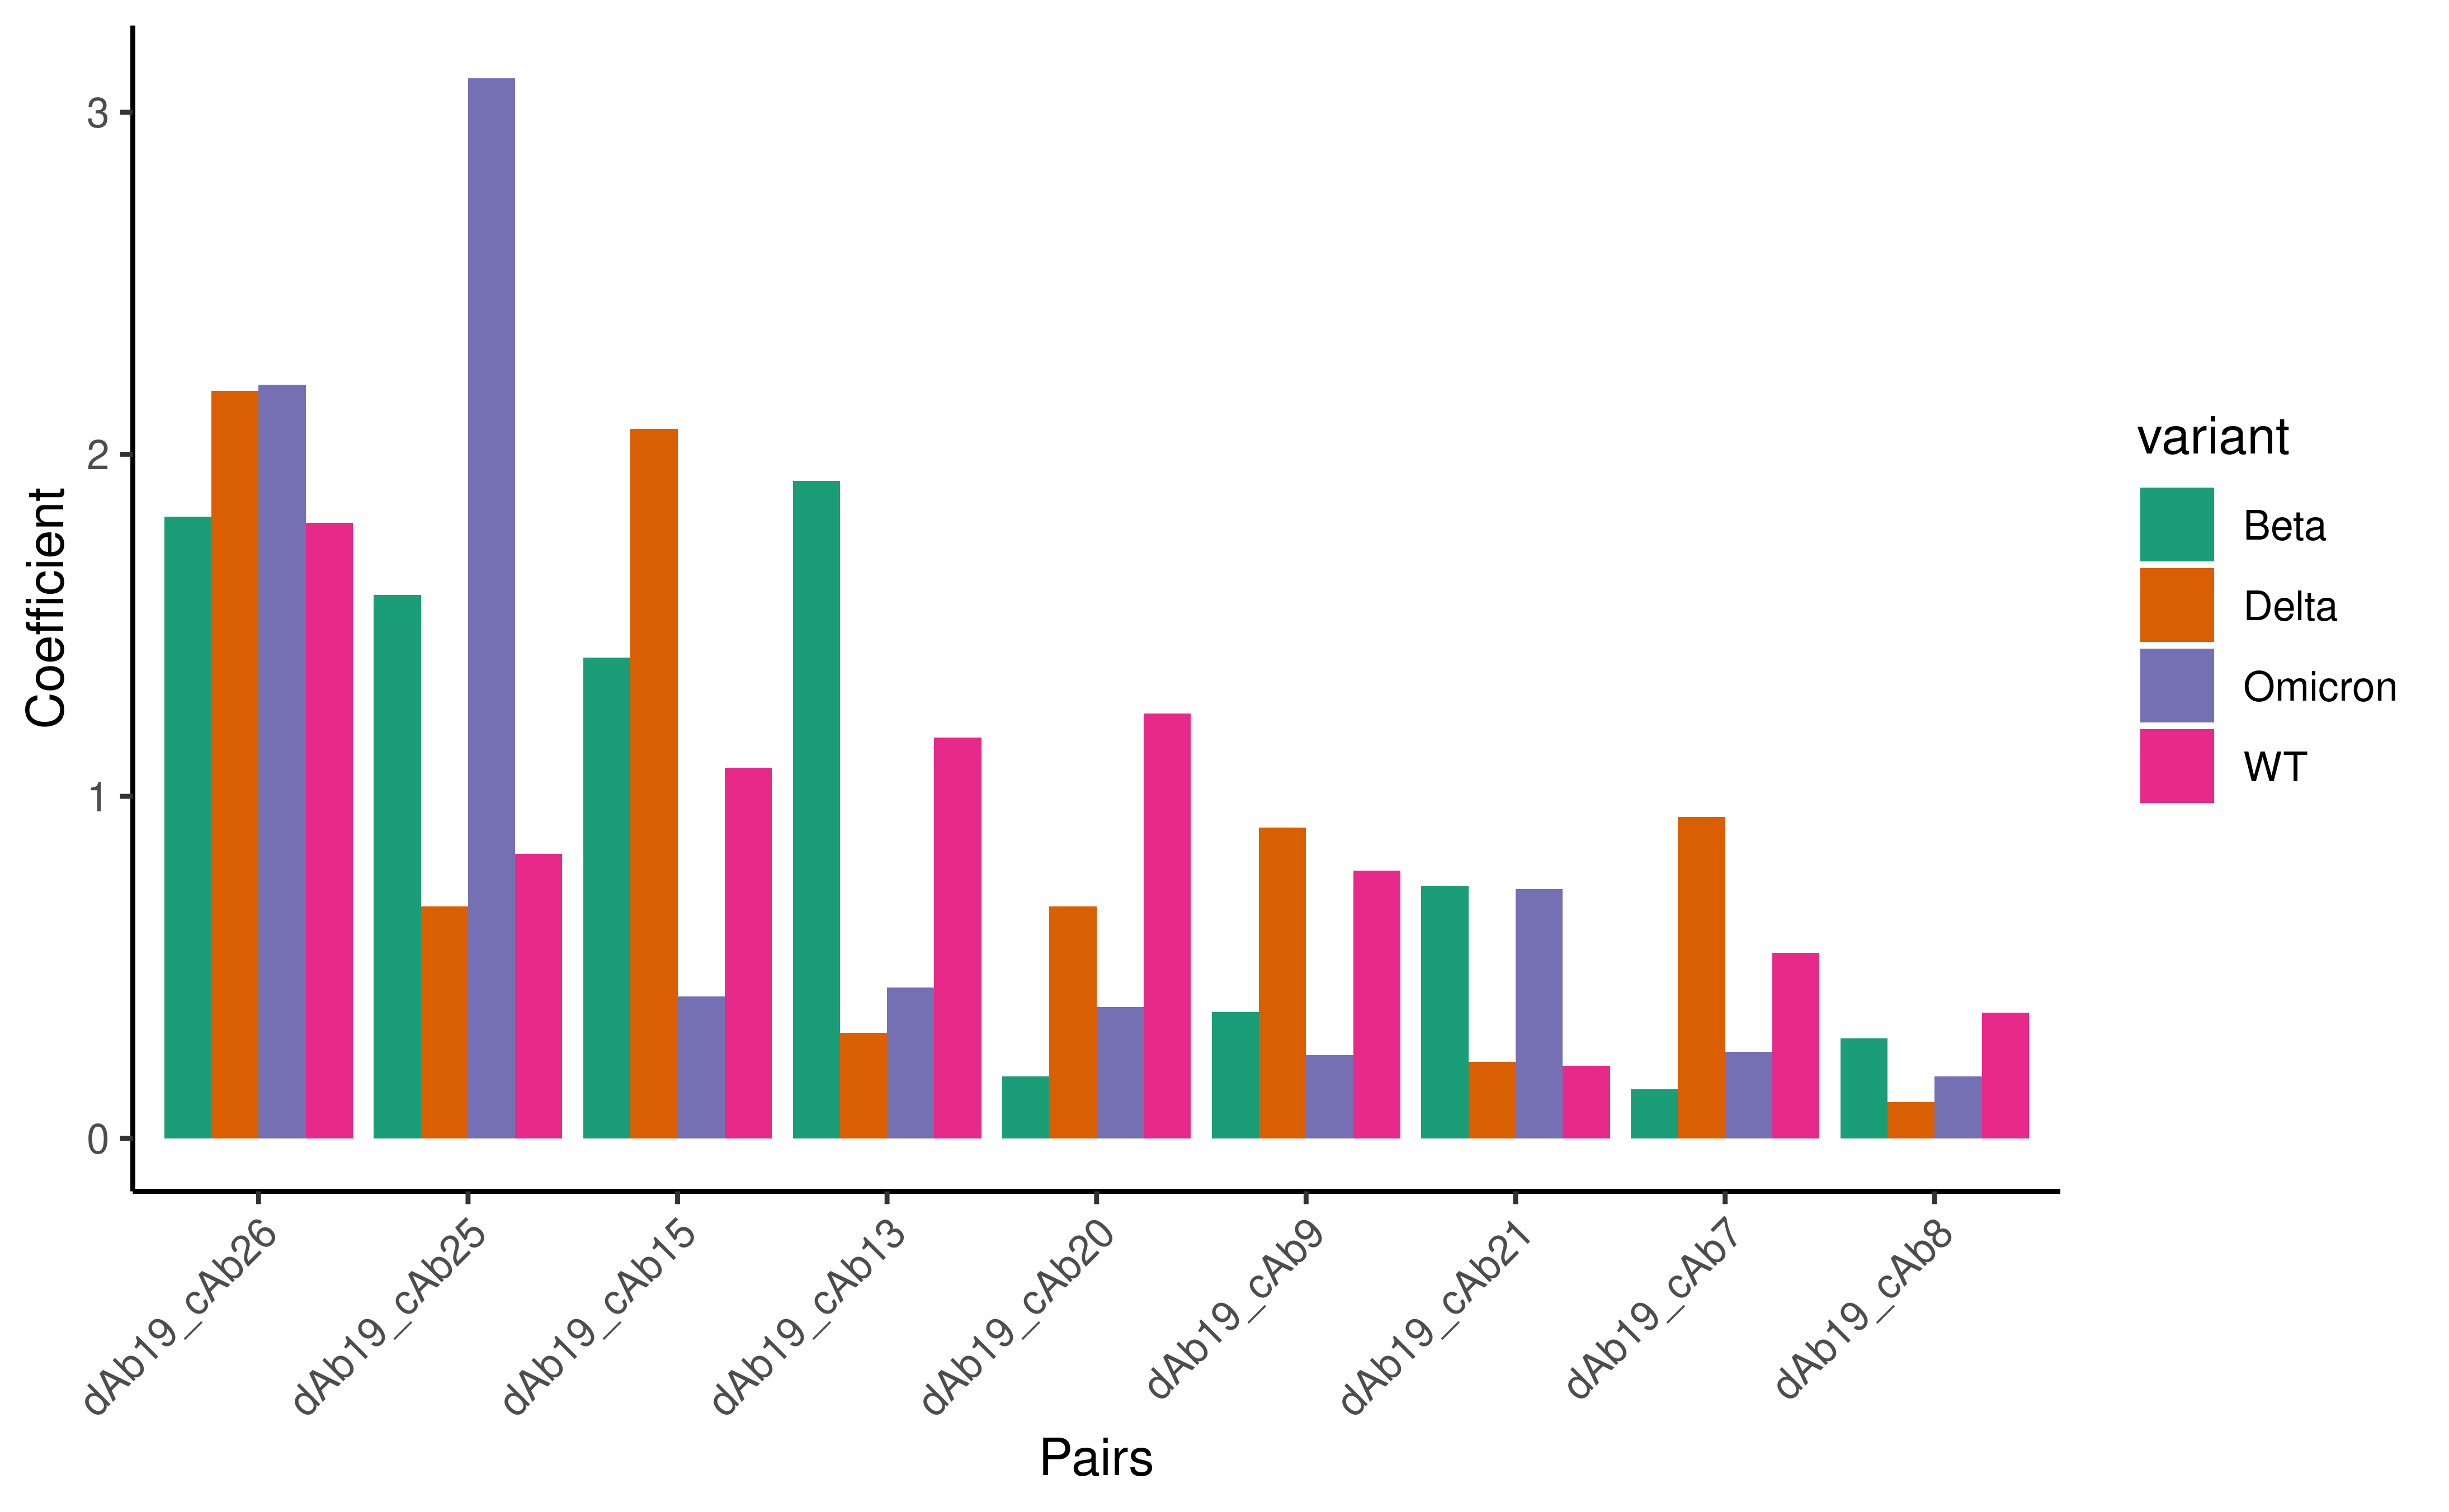 Coefficient
3
2
1
0
dAb19_cAb26
dAb19_cAb25
dAb19_cAb15
dAb19_cAb13
dAb19_cAb20
dAb19_cAb9
dAb19_cAb21
dAb19_cAb7
dAb19_cAb8
Pairs
variant
Beta
Delta
Omicron
WT